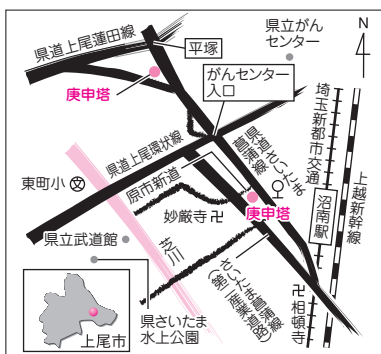 県道上尾蓮田線
平塚
県立がん
センター
N
庚申塔
がんセンター
入口
県道上尾環状線
原市新道
県道さいたま
菖蒲線
埼玉新都市交通
上越新幹線
東町小
妙厳寺
庚申塔
沼南駅
県立武道館
芝川
さいたま菖蒲線
(第二産業道路)
相頓寺
県さいたま
水上公園
上尾市